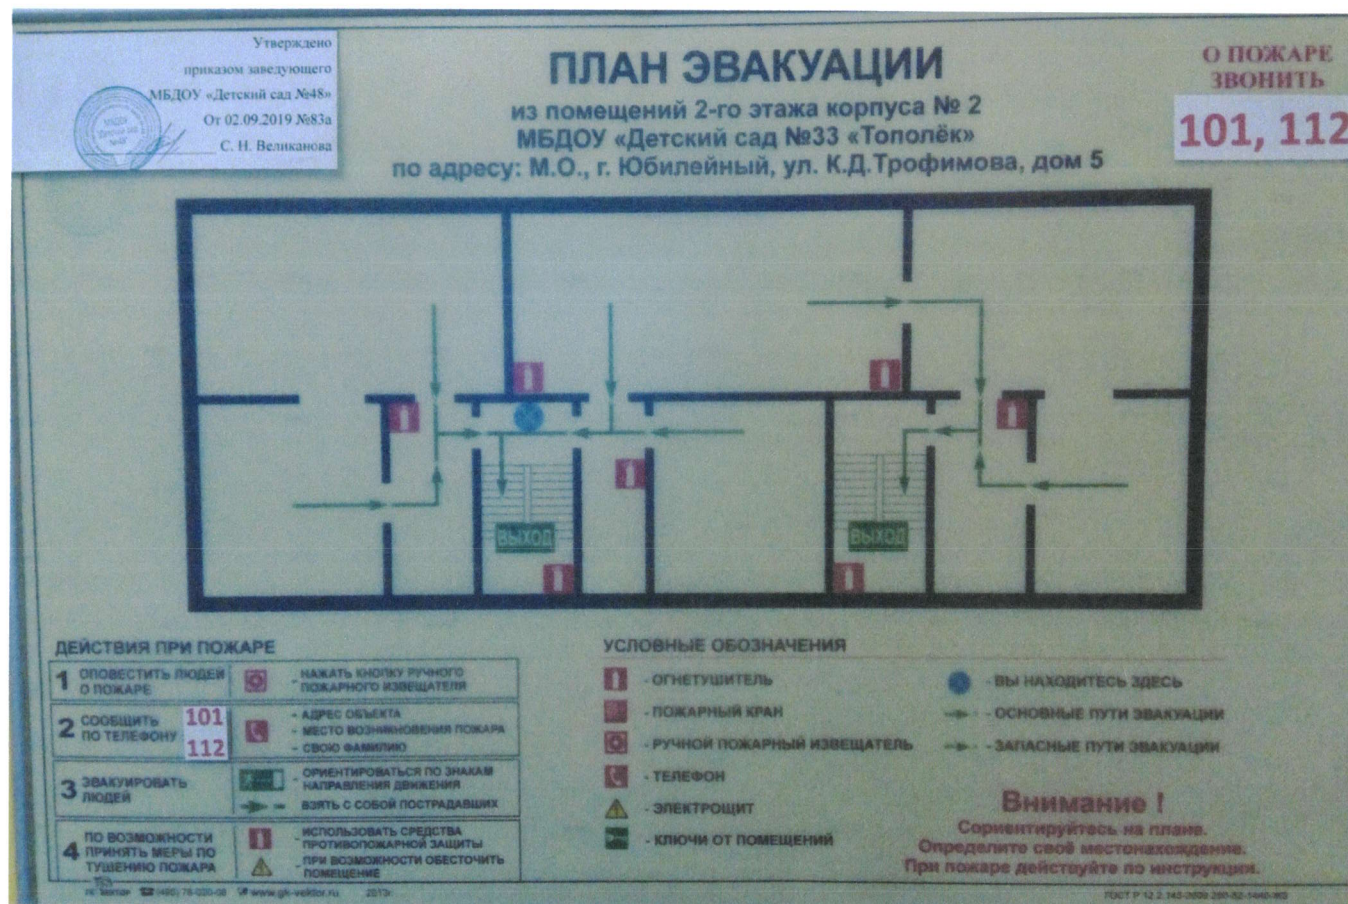 Утверждено
приказом заведующего
МБДОУ «Детский сад №48»
От 02.09.2019 №83а
С. Н. Великанова
ПЛАН ЭВАКУАЦИИ
из помещений 2-го этажа корпуса № 2
МБДОУ «Детский сад №33 «Тополёк»
по адресу: М.О., г. Юбилейный, ул. К.Д.Трофимова, дом 5
О ПОЖАРЕ
ЗВОНИТЬ
101, 112
ВЫХОД
ВЫХОД
ДЕЙСТВИЯ ПРИ ПОЖАРЕ
1 ОПОВЕСТИТЬ ЛЮДЕЙ
О ПОЖАРЕ
- НАЖАТЬ КНОПКУ РУЧНОГО
ПОЖАРНОГО ИЗВЕЩАТЕЛЯ
2 СООБЩИТЬ
ПО ТЕЛЕФОНУ
101
112
- АДРЕС ОБЪЕКТА
- МЕСТО ВОЗНИКНОВЕНИЯ ПОЖАРА
- СВОЮ ФАМИЛИЮ
3 ЭВАКУИРОВАТЬ
ЛЮДЕЙ
- ОРИЕНТИРОВАТЬСЯ ПО ЗНАКАМ
НАПРАВЛЕНИЯ ДВИЖЕНИЯ
- ВЗЯТЬ С СОБОЙ ПОСТРАДАВШИХ
4 ПО ВОЗМОЖНОСТИ
ПРИНЯТЬ МЕРЫ ПО
ТУШЕНИЮ ПОЖАРА
- ИСПОЛЬЗОВАТЬ СРЕДСТВА
ПРОТИВОПОЖАРНОЙ ЗАЩИТЫ
- ПРИ ВОЗМОЖНОСТИ ОБЕСТОЧИТЬ
ПОМЕЩЕНИЕ
УСЛОВНЫЕ ОБОЗНАЧЕНИЯ
- ОГНЕТУШИТЕЛЬ
- ПОЖАРНЫЙ КРАН
- РУЧНОЙ ПОЖАРНЫЙ ИЗВЕЩАТЕЛЬ
- ТЕЛЕФОН
- ЭЛЕКТРОЩИТ
- КЛЮЧИ ОТ ПОМЕЩЕНИЙ
- ВЫ НАХОДИТЕСЬ ЗДЕСЬ
- ОСНОВНЫЕ ПУТИ ЭВАКУАЦИИ
- ЗАПАСНЫЕ ПУТИ ЭВАКУАЦИИ
Внимание !
Сориентируйтесь на плане.
Определите своё местонахождение.
При пожаре действуйте по инструкции.
www.gk-vektor.ru
ГОСТ Р 12.2.143-2009